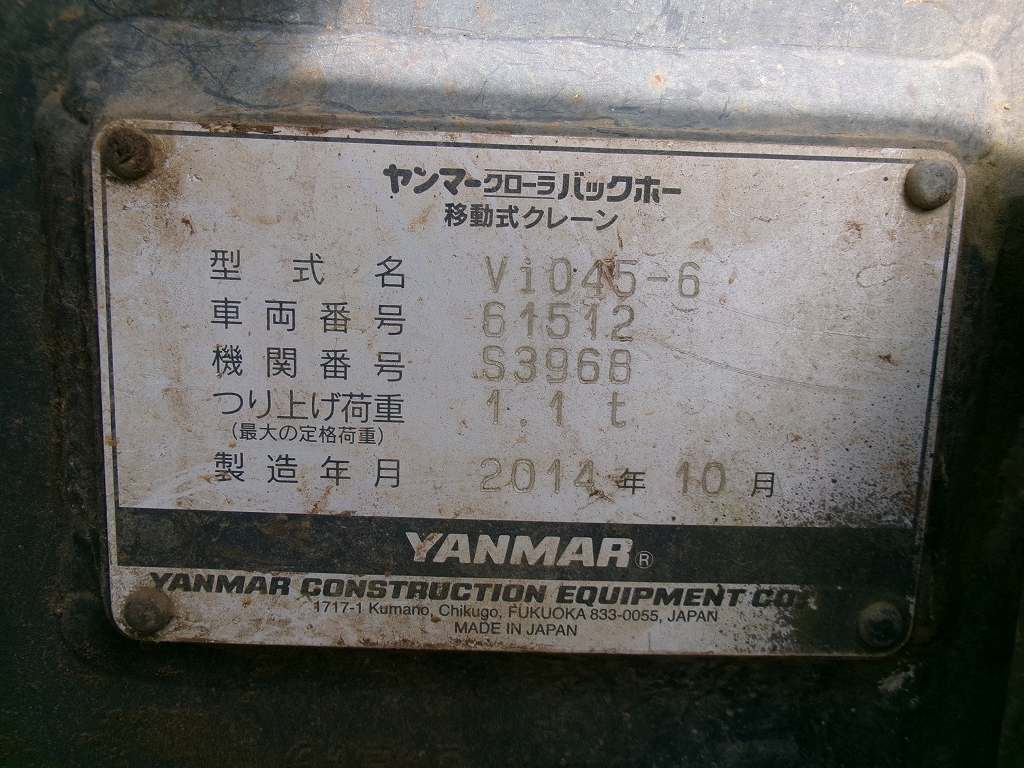 ヤンマークローラバックホー
移動式クレーン
型式名 ViO45-6
車両番号 61512
機関番号 S3968
つり上げ荷重 1.1 t
(最大の定格荷重)
製造年月 2014年10月
YANMAR®
YANMAR CONSTRUCTION EQUIPMENT CO.
1717-1 Kumano, Chikugo, FUKUOKA 833-0055, JAPAN
MADE IN JAPAN